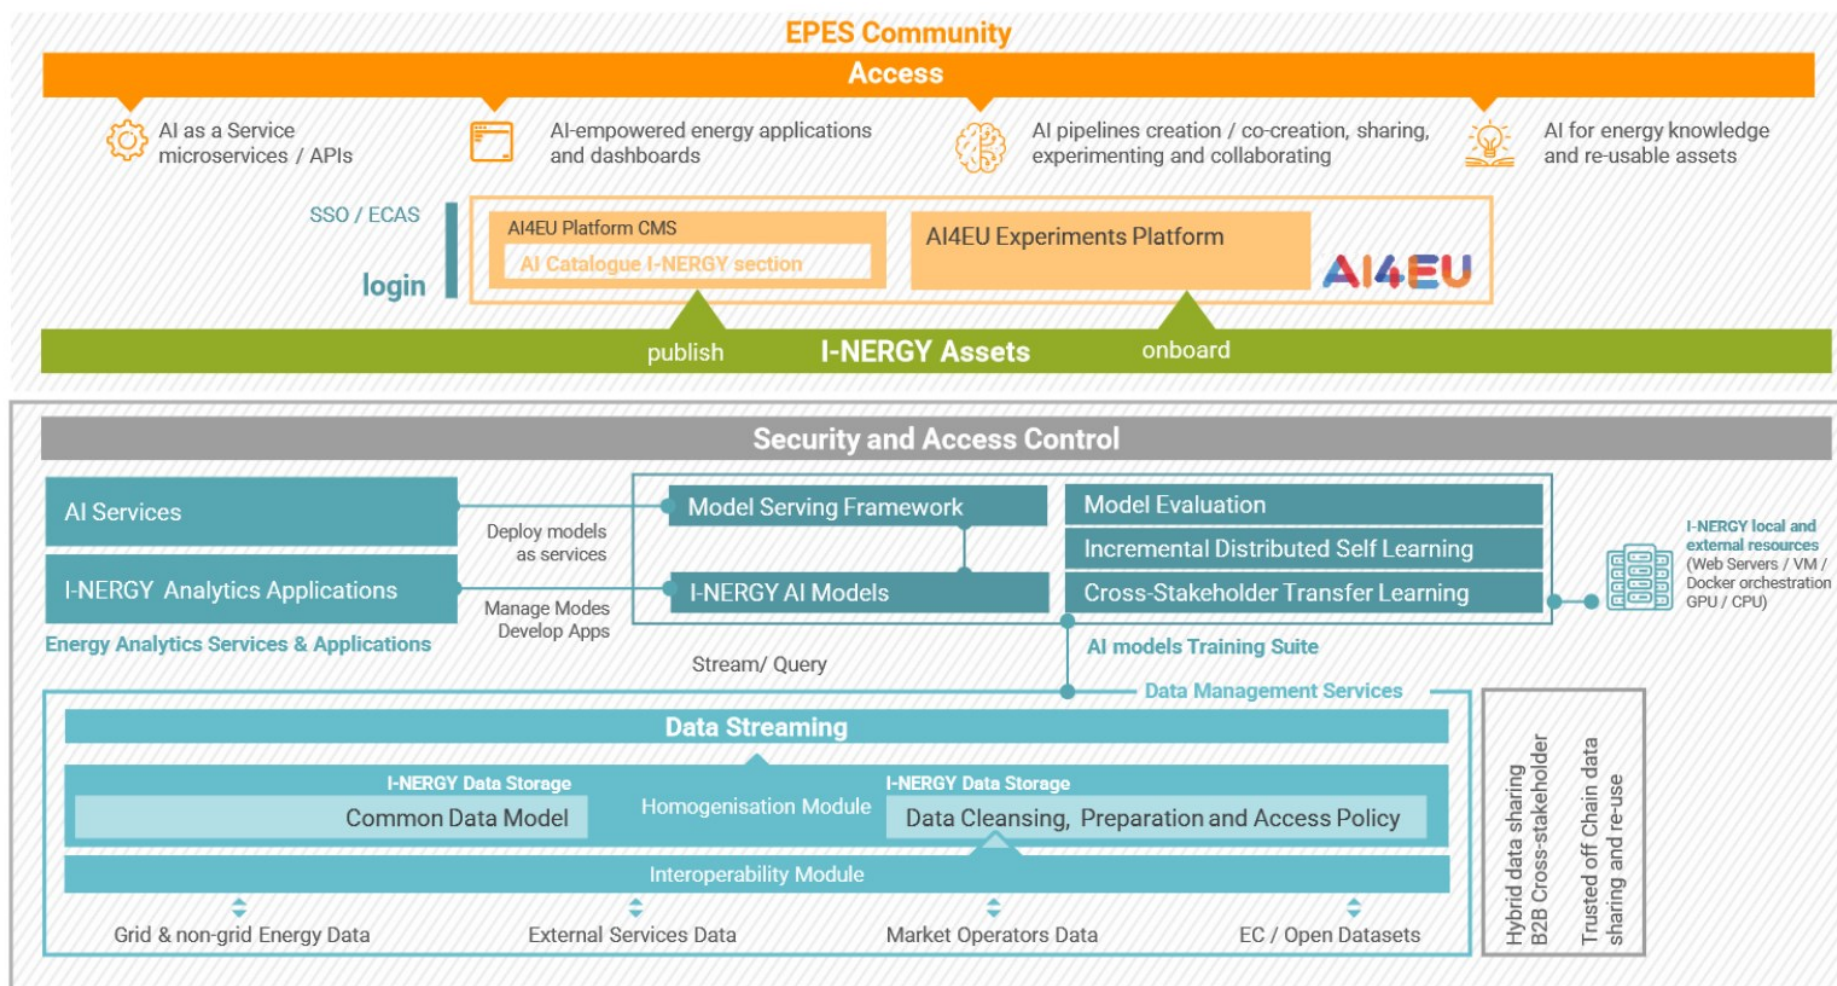 EPES Community
Access
AI as a Service
microservices / APIs
AI-empowered energy applications
and dashboards
AI pipelines creation / co-creation, sharing,
experimenting and collaborating
AI for energy knowledge
and re-usable assets
SSO / ECAS
login
AI4EU Platform CMS
AI Catalogue I-NERGY section
AI4EU Experiments Platform
AI4EU
publish
I-NERGY Assets
onboard
Security and Access Control
AI Services
I-NERGY Analytics Applications
Energy Analytics Services & Applications
Deploy models
as services
Manage Modes
Develop Apps
Model Serving Framework
I-NERGY AI Models
Model Evaluation
Incremental Distributed Self Learning
Cross-Stakeholder Transfer Learning
AI models Training Suite
I-NERGY local and
external resources
(Web Servers / VM /
Docker orchestration
GPU / CPU)
Stream/ Query
Data Management Services
Data Streaming
I-NERGY Data Storage
Common Data Model
Homogenisation Module
I-NERGY Data Storage
Data Cleansing, Preparation and Access Policy
Interoperability Module
Grid & non-grid Energy Data
External Services Data
Market Operators Data
EC / Open Datasets
Hybrid data sharing
B2B Cross-stakeholder
Trusted off Chain data
sharing and re-use